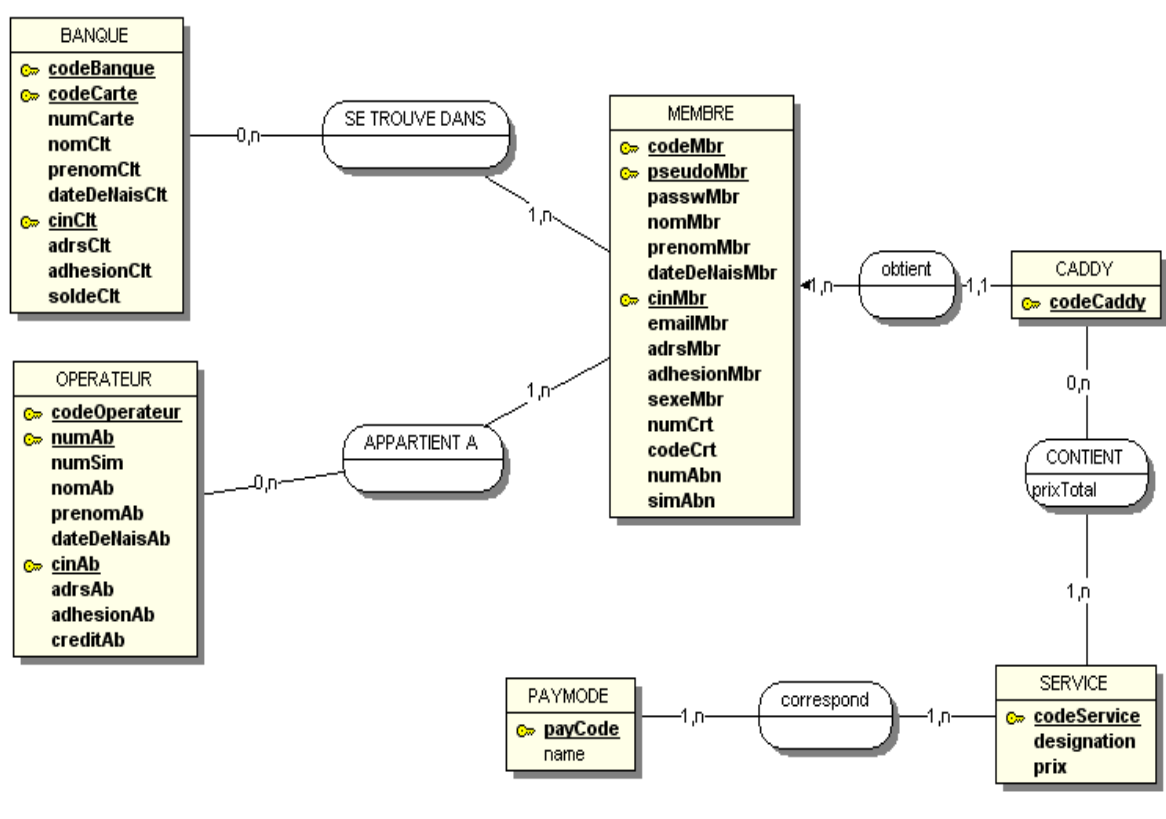 BANQUE
codeBanque
codeCarte
numCarte
nomClt
prenomClt
dateDeNaisClt
cinClt
adrsClt
adhesionClt
soldeClt
0,n
SE TROUVE DANS
1,n
MEMBRE
codeMbr
pseudoMbr
passwMbr
nomMbr
prenomMbr
dateDeNaisMbr
cinMbr
emailMbr
adrsMbr
adhesionMbr
sexeMbr
numCrt
codeCrt
numAbn
simAbn
1,n
obtient
1,1
CADDY
codeCaddy
OPERATEUR
codeOperateur
numAb
numSim
nomAb
prenomAb
dateDeNaisAb
cinAb
adrsAb
adhesionAb
creditAb
0,n
APPARTIENT A
1,n
0,n
CONTIENT
prixTotal
1,n
PAYMODE
payCode
name
1,n
correspond
1,n
SERVICE
codeService
designation
prix